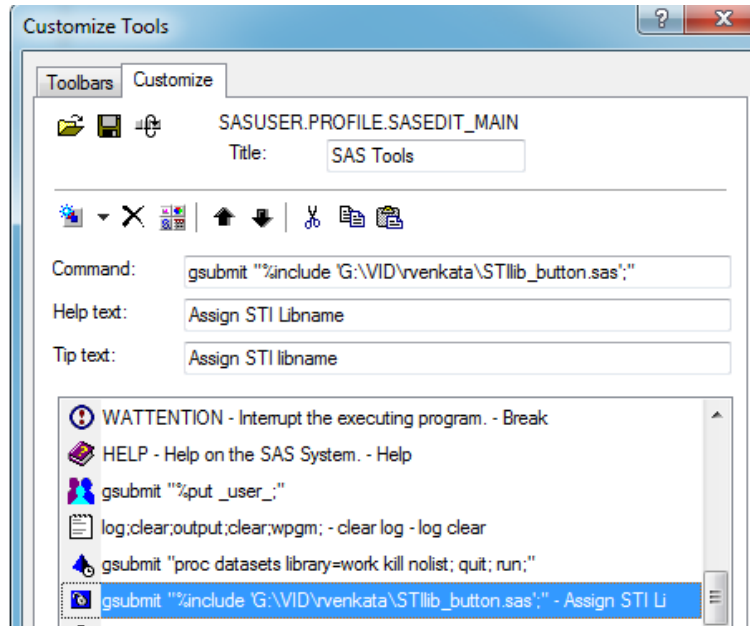 Customize Tools
Toolbars Customize
SASUSER.PROFILE.SASEDIT_MAIN
Title: SAS Tools
Command: gsubmit "%include 'G:\VID\rvenkata\STIlib_button.sas';"
Help text: Assign STI Libname
Tip text: Assign STI libname
WATTENTION - Interrupt the executing program. - Break
HELP - Help on the SAS System. - Help
gsubmit "%put _user_;"
log;clear;output;clear;wpgm; - clear log - log clear
gsubmit "proc datasets library=work kill nolist; quit; run;"
gsubmit "%include 'G:\VID\rvenkata\STIlib_button.sas';" - Assign STI Li